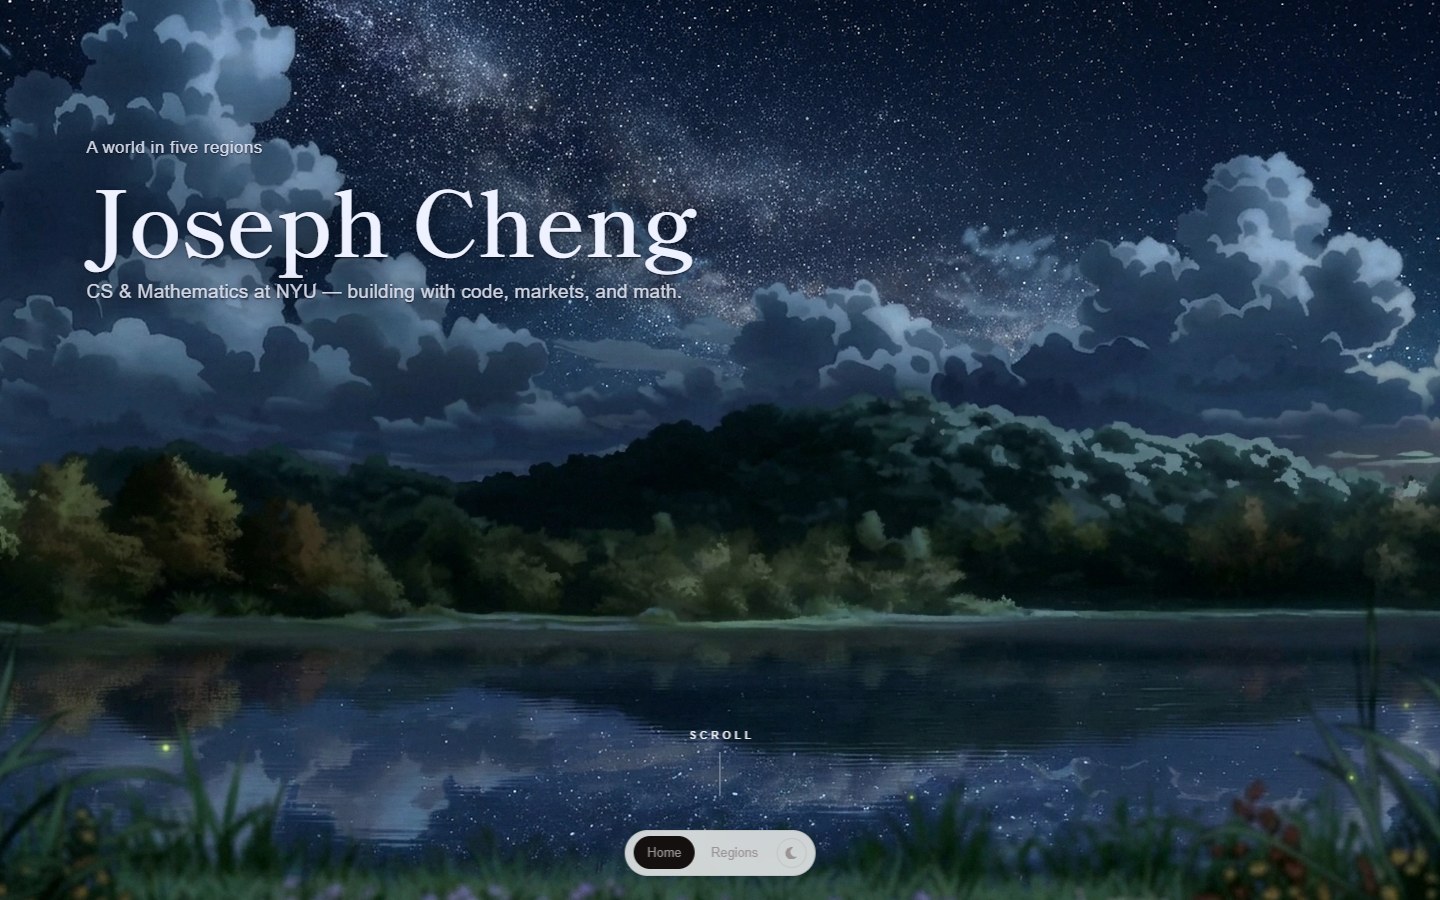 A world in five regions
Joseph Cheng
CS & Mathematics at NYU — building with code, markets, and math.
SCROLL
Home
Regions